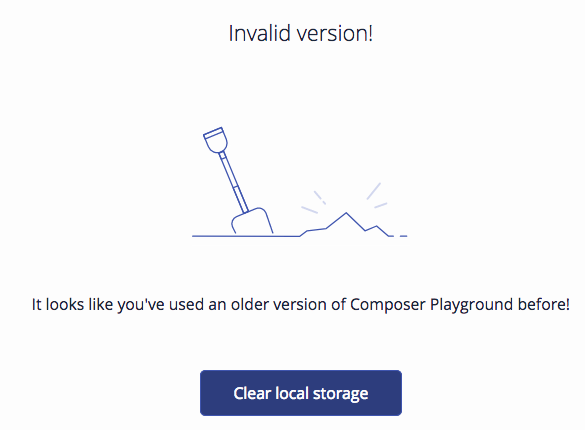 Invalid version!
It looks like you've used an older version of Composer Playground before!
Clear local storage